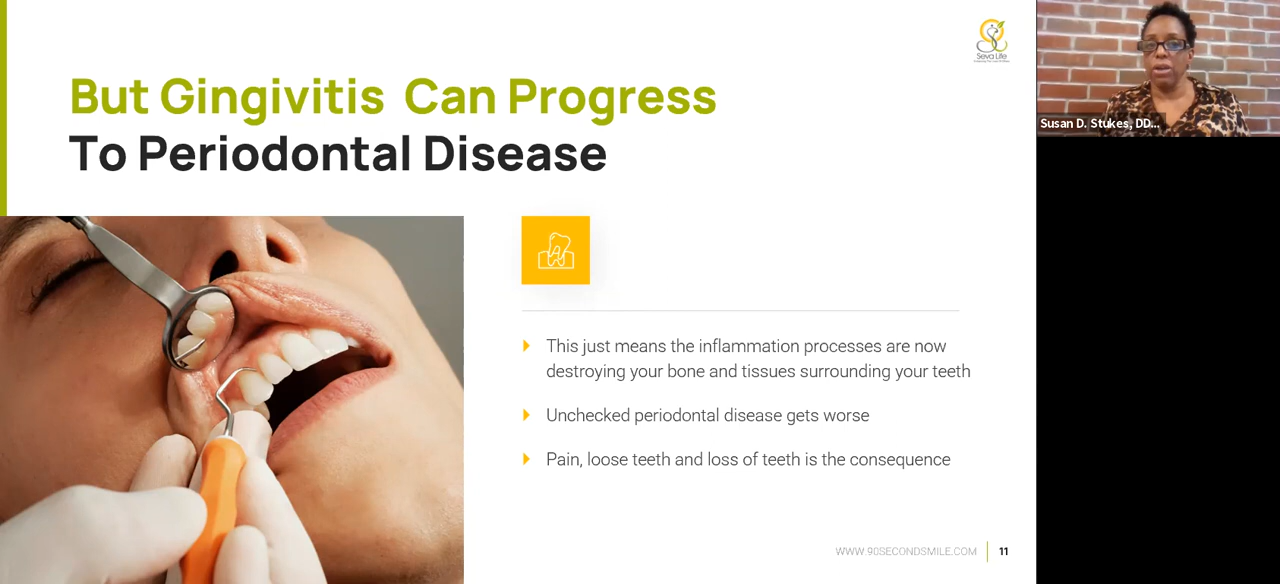 Seva Life
But Gingivitis Can Progress
To Periodontal Disease
This just means the inflammation processes are now
destroying your bone and tissues surrounding your teeth
Unchecked periodontal disease gets worse
Pain, loose teeth and loss of teeth is the consequence
WWW.90SECONDSMILE.COM
11
Susan D. Stukes, DD...